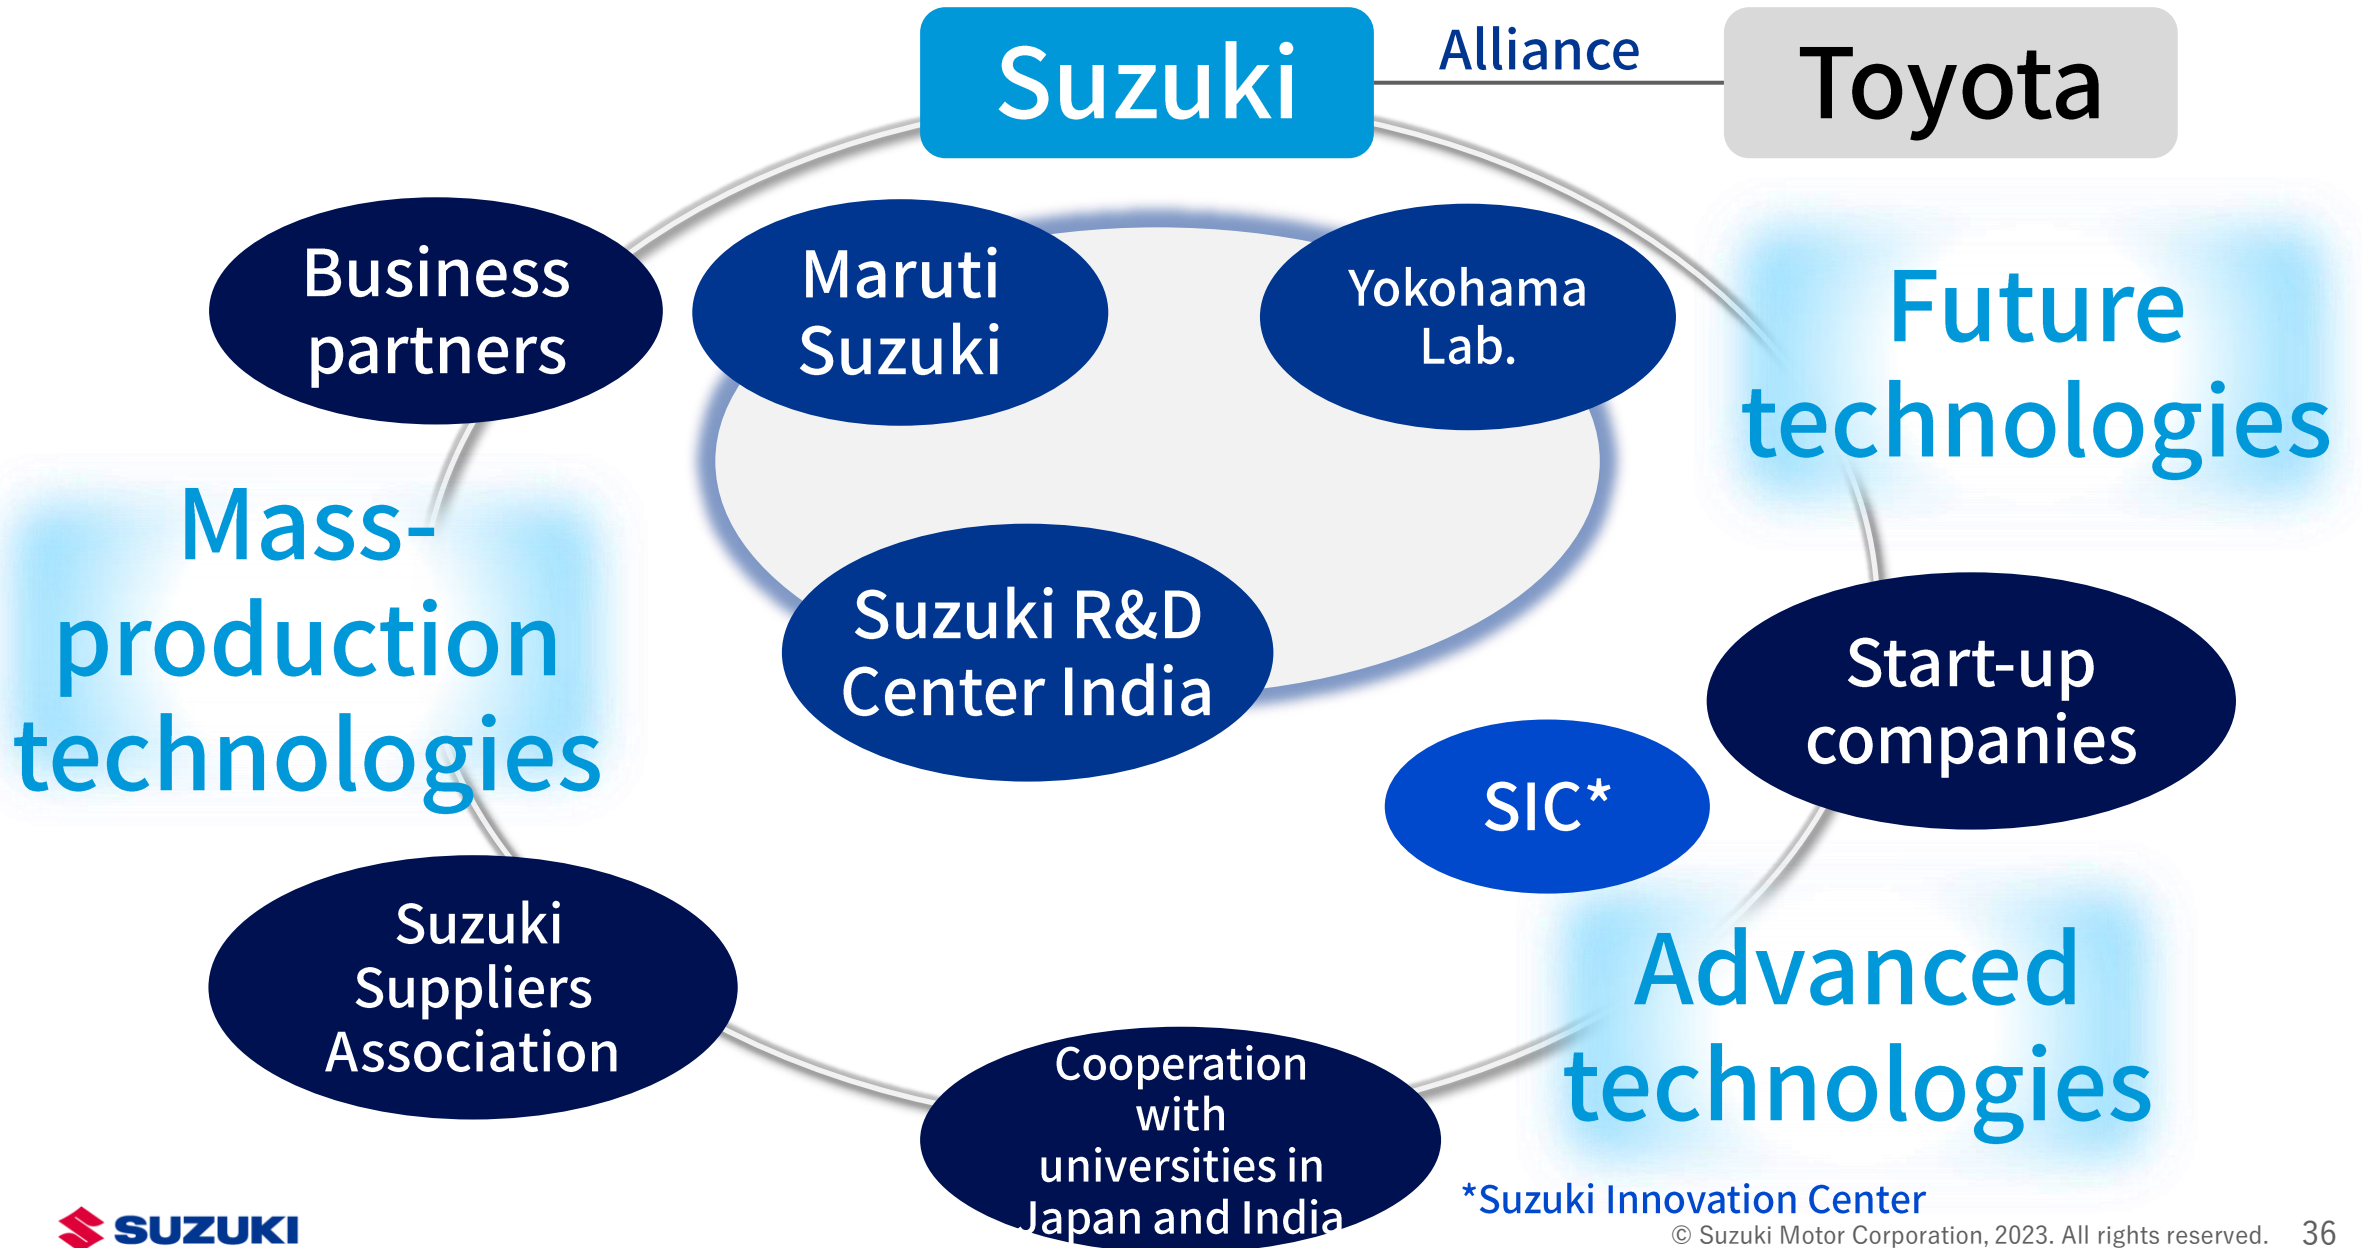 Suzuki
Alliance
Toyota
Business
partners
Maruti
Suzuki
Yokohama
Lab.
Future
technologies
Mass-
production
technologies
Suzuki R&D
Center India
Start-up
companies
SIC*
Suzuki
Suppliers
Association
Advanced
technologies
Cooperation
with
universities in
Japan and India
*Suzuki Innovation Center
SUZUKI
© Suzuki Motor Corporation, 2023. All rights reserved. 36